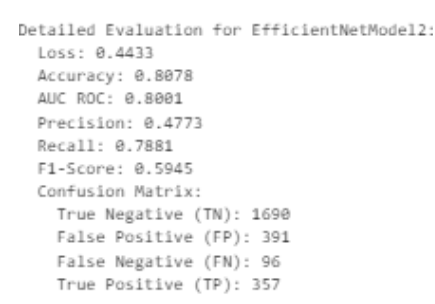 Detailed Evaluation for EfficientNetModel2:
Loss: 0.4433
Accuracy: 0.8078
AUC ROC: 0.8001
Precision: 0.4773
Recall: 0.7881
F1-Score: 0.5945
Confusion Matrix:
True Negative (TN): 1690
False Positive (FP): 391
False Negative (FN): 96
True Positive (TP): 357